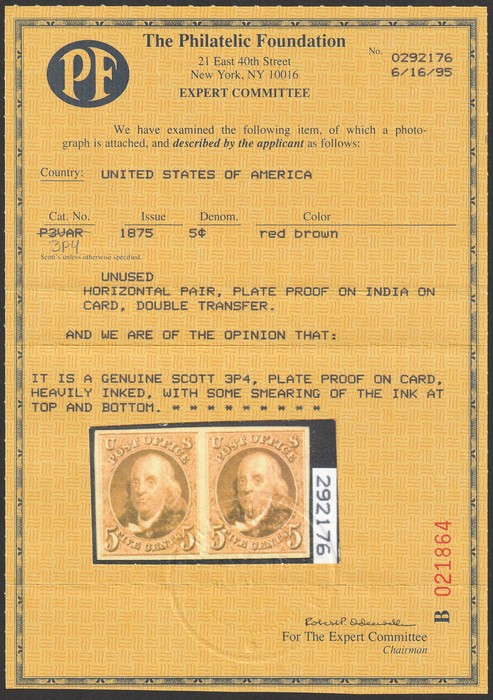 PF
The Philatelic Foundation
21 East 40th Street
New York, NY 10016
EXPERT COMMITTEE
No. 0292176
6/16/95
We have examined the following item, of which a photo-
graph is attached, and described by the applicant as follows:
Country: UNITED STATES OF AMERICA
Cat. No. Issue Denom. Color
P3VAR 1875 5¢ red brown
3P4
Scott's unless otherwise specified.
UNUSED
HORIZONTAL PAIR, PLATE PROOF ON INDIA ON
CARD, DOUBLE TRANSFER.
AND WE ARE OF THE OPINION THAT:
IT IS A GENUINE SCOTT 3P4, PLATE PROOF ON CARD,
HEAVILY INKED, WITH SOME SMEARING OF THE INK AT
TOP AND BOTTOM. * * * * * * * * *
U POST OFFICE S
5 FIVE CENTS 5
U POST OFFICE S
5 FIVE CENTS 5
292176
B 021864
For The Expert Committee
Chairman